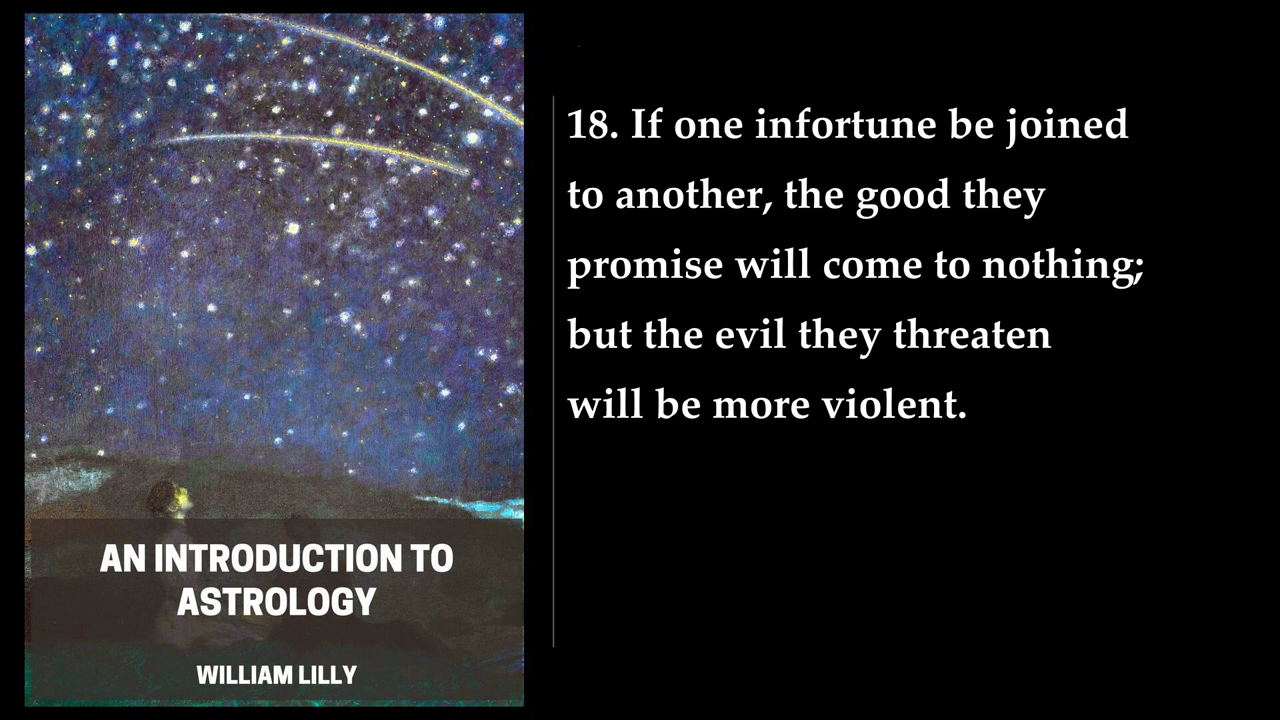 AN INTRODUCTION TO
ASTROLOGY
WILLIAM LILLY
18. If one infortune be joined
to another, the good they
promise will come to nothing;
but the evil they threaten
will be more violent.